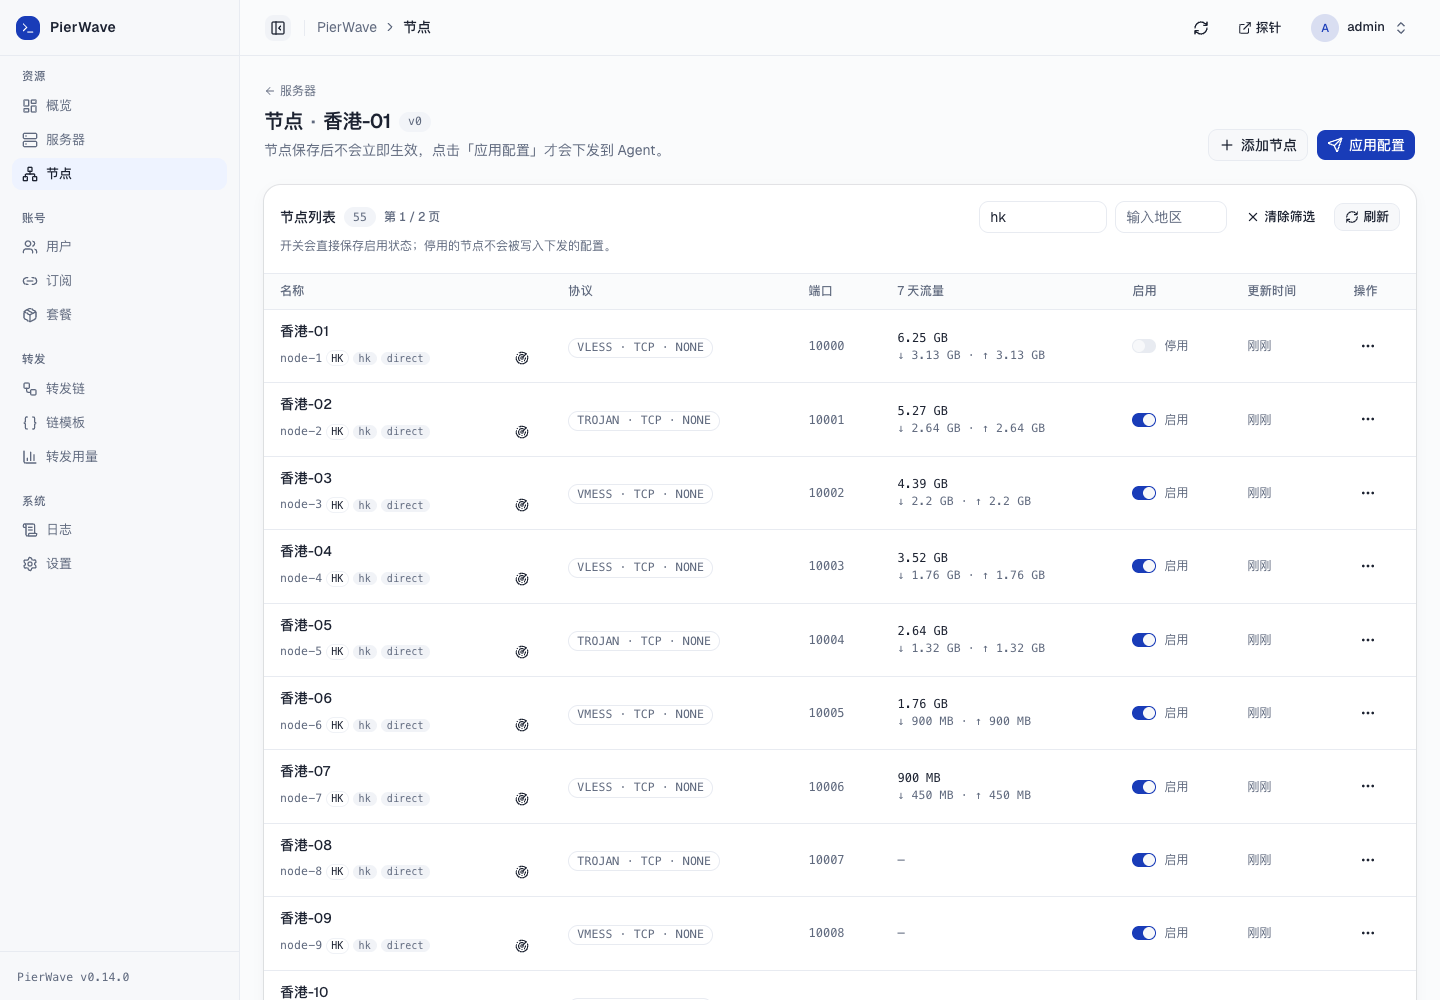 PierWave
资源
概览
服务器
节点
账号
用户
订阅
套餐
转发
转发链
链模板
转发用量
系统
日志
设置
PierWave v0.14.0
PierWave > 节点
探针
A admin
← 服务器
节点 · 香港-01 v0
节点保存后不会立即生效，点击「应用配置」才会下发到 Agent。
添加节点
应用配置
节点列表 55 第 1 / 2 页
开关会直接保存启用状态；停用的节点不会被写入下发的配置。
hk
输入地区
清除筛选
刷新
名称 协议 端口 7 天流量 启用 更新时间 操作
香港-01
node-1 HK hk direct
VLESS · TCP · NONE
10000
6.25 GB
↓ 3.13 GB · ↑ 3.13 GB
停用
刚刚
香港-02
node-2 HK hk direct
TROJAN · TCP · NONE
10001
5.27 GB
↓ 2.64 GB · ↑ 2.64 GB
启用
刚刚
香港-03
node-3 HK hk direct
VMESS · TCP · NONE
10002
4.39 GB
↓ 2.2 GB · ↑ 2.2 GB
启用
刚刚
香港-04
node-4 HK hk direct
VLESS · TCP · NONE
10003
3.52 GB
↓ 1.76 GB · ↑ 1.76 GB
启用
刚刚
香港-05
node-5 HK hk direct
TROJAN · TCP · NONE
10004
2.64 GB
↓ 1.32 GB · ↑ 1.32 GB
启用
刚刚
香港-06
node-6 HK hk direct
VMESS · TCP · NONE
10005
1.76 GB
↓ 900 MB · ↑ 900 MB
启用
刚刚
香港-07
node-7 HK hk direct
VLESS · TCP · NONE
10006
900 MB
↓ 450 MB · ↑ 450 MB
启用
刚刚
香港-08
node-8 HK hk direct
TROJAN · TCP · NONE
10007
—
启用
刚刚
香港-09
node-9 HK hk direct
VMESS · TCP · NONE
10008
—
启用
刚刚
香港-10